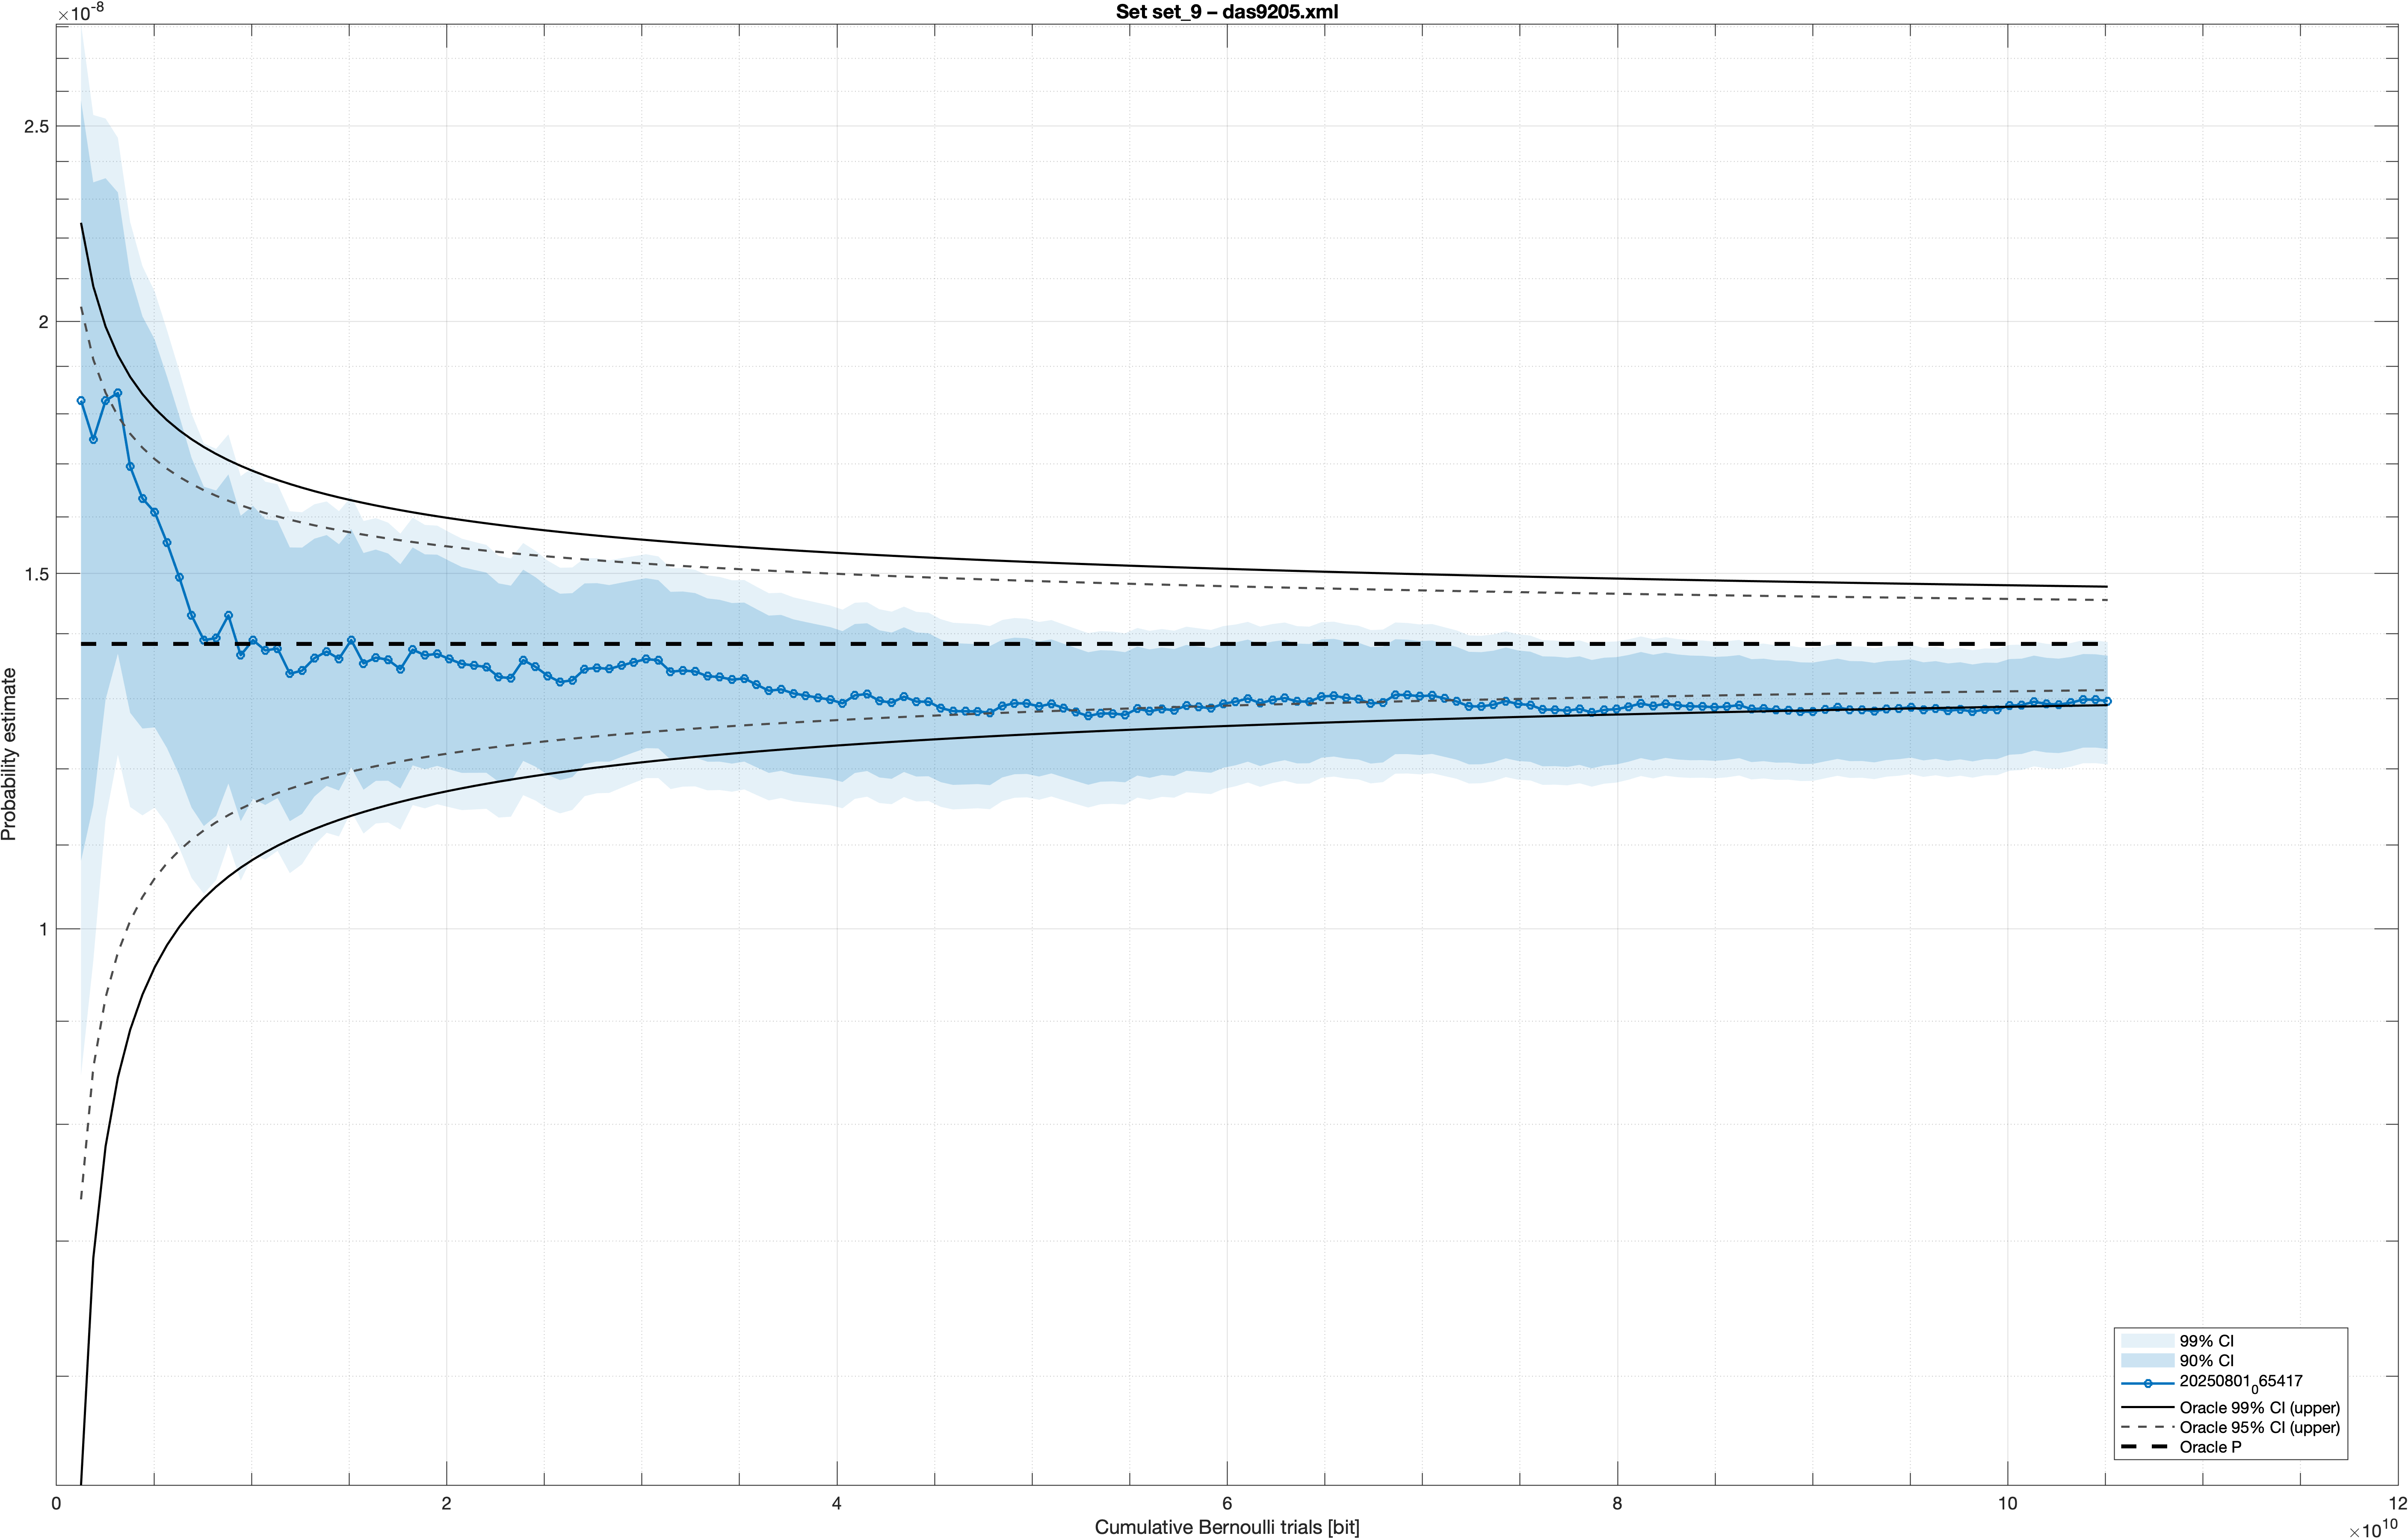 Set set_9 – das9205.xml
×10⁻⁸
2.5
2
1.5
1
Probability estimate
0
2
4
6
8
10
12
Cumulative Bernoulli trials [bit]
×10¹⁰
99% CI
90% CI
20250801₀65417
Oracle 99% CI (upper)
Oracle 95% CI (upper)
Oracle P